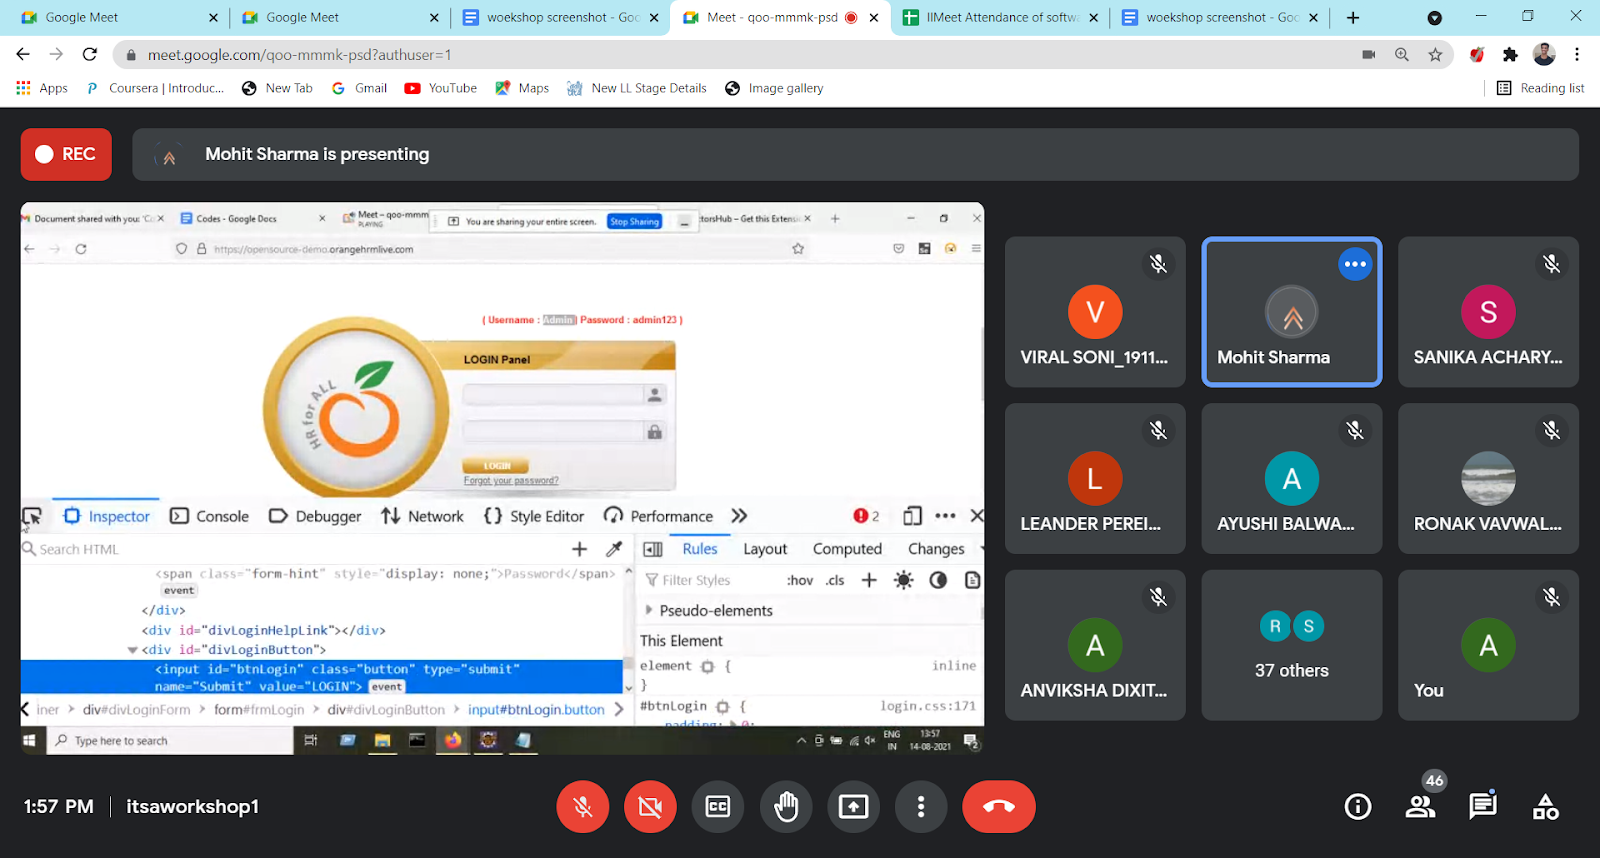 Google Meet
Google Meet
woekshop screenshot - Goo
Meet - qoo-mmmk-psd
IIMeet Attendance of softwa
woekshop screenshot - Goo
meet.google.com/qoo-mmmk-psd?authuser=1
Apps
Coursera | Introduc...
New Tab
Gmail
YouTube
Maps
New LL Stage Details
Image gallery
Reading list
REC
Mohit Sharma is presenting
Document shared with you: 'Co
Codes - Google Docs
Meet – qoo-mmm
PLAYING
You are sharing your entire screen.
Stop Sharing
torsHub – Get this Extensi
https://opensource-demo.orangehrmlive.com
( Username : Admin | Password : admin123 )
LOGIN Panel
HR for ALL
LOGIN
Forgot your password?
Inspector
Console
Debugger
Network
Style Editor
Performance
2
Search HTML
Rules
Layout
Computed
Changes
<span class="form-hint" style="display: none;">Password</span>
event
</div>
<div id="divLoginHelpLink"></div>
<div id="divLoginButton">
<input id="btnLogin" class="button" type="submit"
name="Submit" value="LOGIN"> event
Filter Styles
:hov .cls
Pseudo-elements
This Element
element { inline
}
#btnLogin { login.css:171
padding: 0;
iner > div#divLoginForm > form#frmLogin > div#divLoginButton > input#btnLogin.button
Type here to search
ENG
IN
13:57
14-08-2021
2
VIRAL SONI_1911...
Mohit Sharma
SANIKA ACHARY...
LEANDER PEREI...
AYUSHI BALWA...
RONAK VAVWAL...
ANVIKSHA DIXIT...
37 others
You
V
S
L
A
A
R
S
A
1:57 PM | itsaworkshop1
CC
46